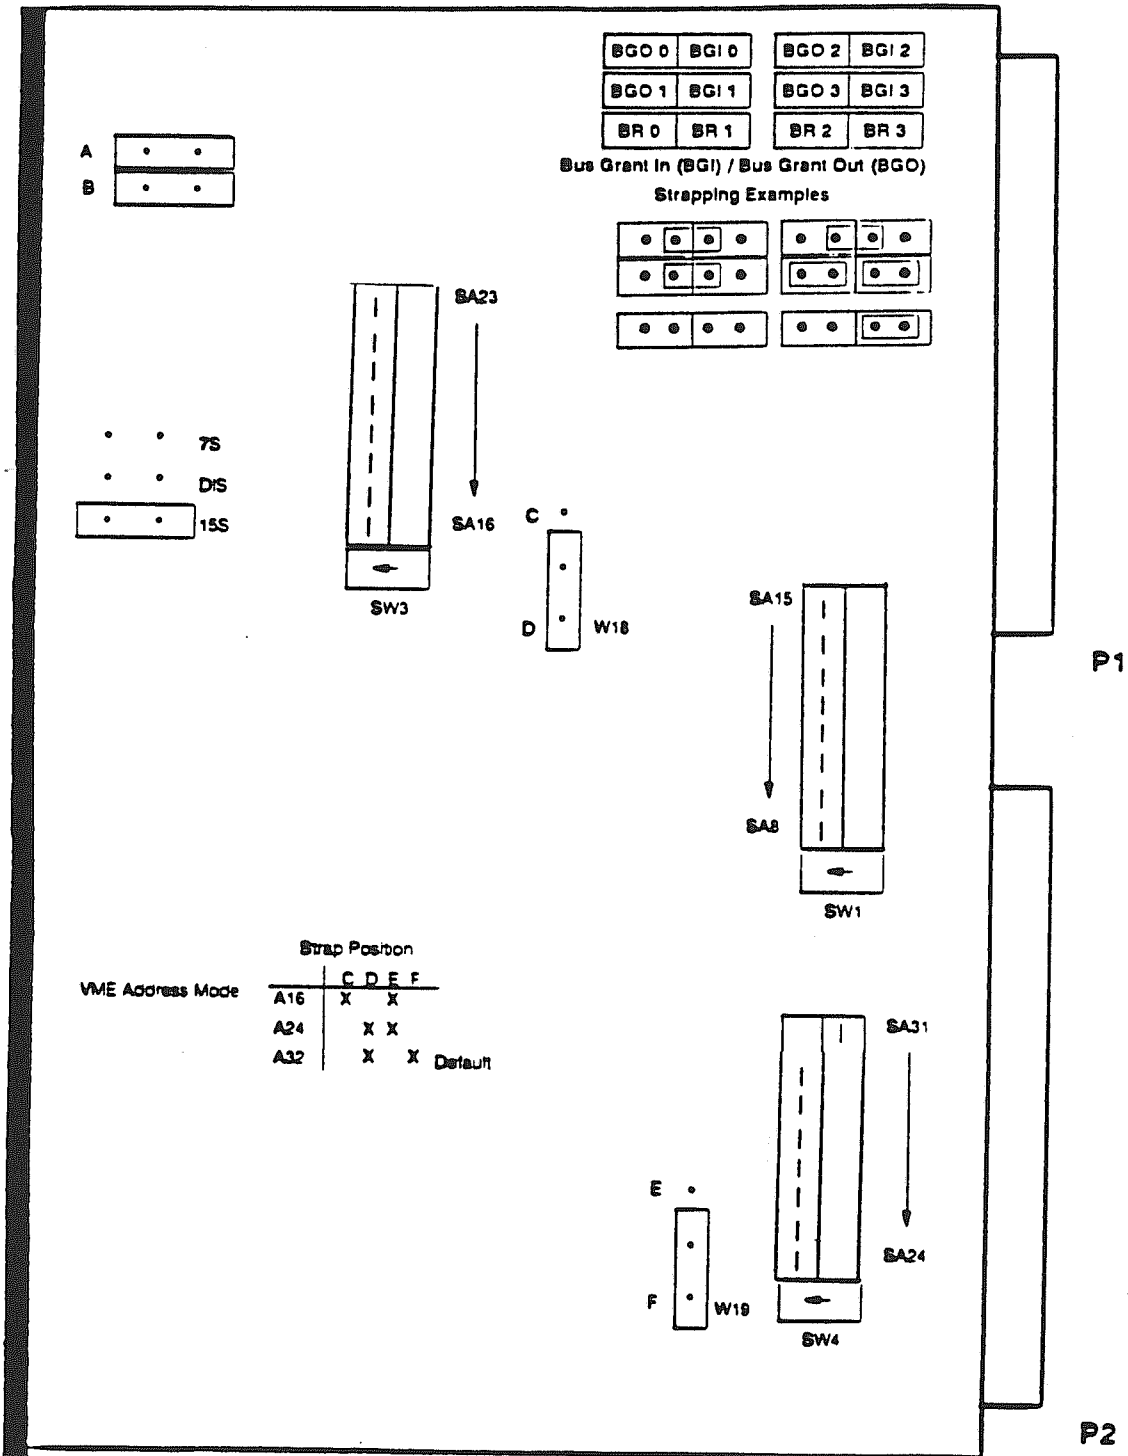 BGO 0 BGI 0 BGO 2 BGI 2
BGO 1 BGI 1 BGO 3 BGI 3
BR 0 BR 1 BR 2 BR 3
Bus Grant In (BGI) / Bus Grant Out (BGO)
Strapping Examples
A
B
SA23
7S
DIS
15S
SA16
SW3
C
D W18
SA15
SA8
SW1
P1
Strap Position
C D E F
VME Address Mode
A16 X X
A24 X X
A32 X X Default
SA31
SA24
SW4
E
F W19
P2